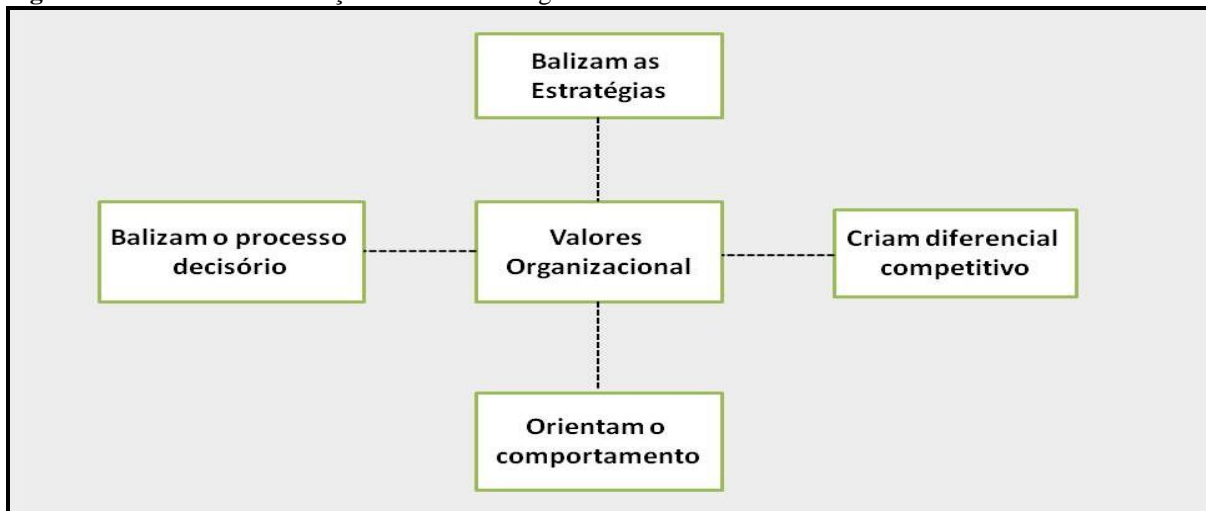 Balizam as
Estratégias
Balizam o processo
decisório
Valores
Organizacional
Criam diferencial
competitivo
Orientam o
comportamento